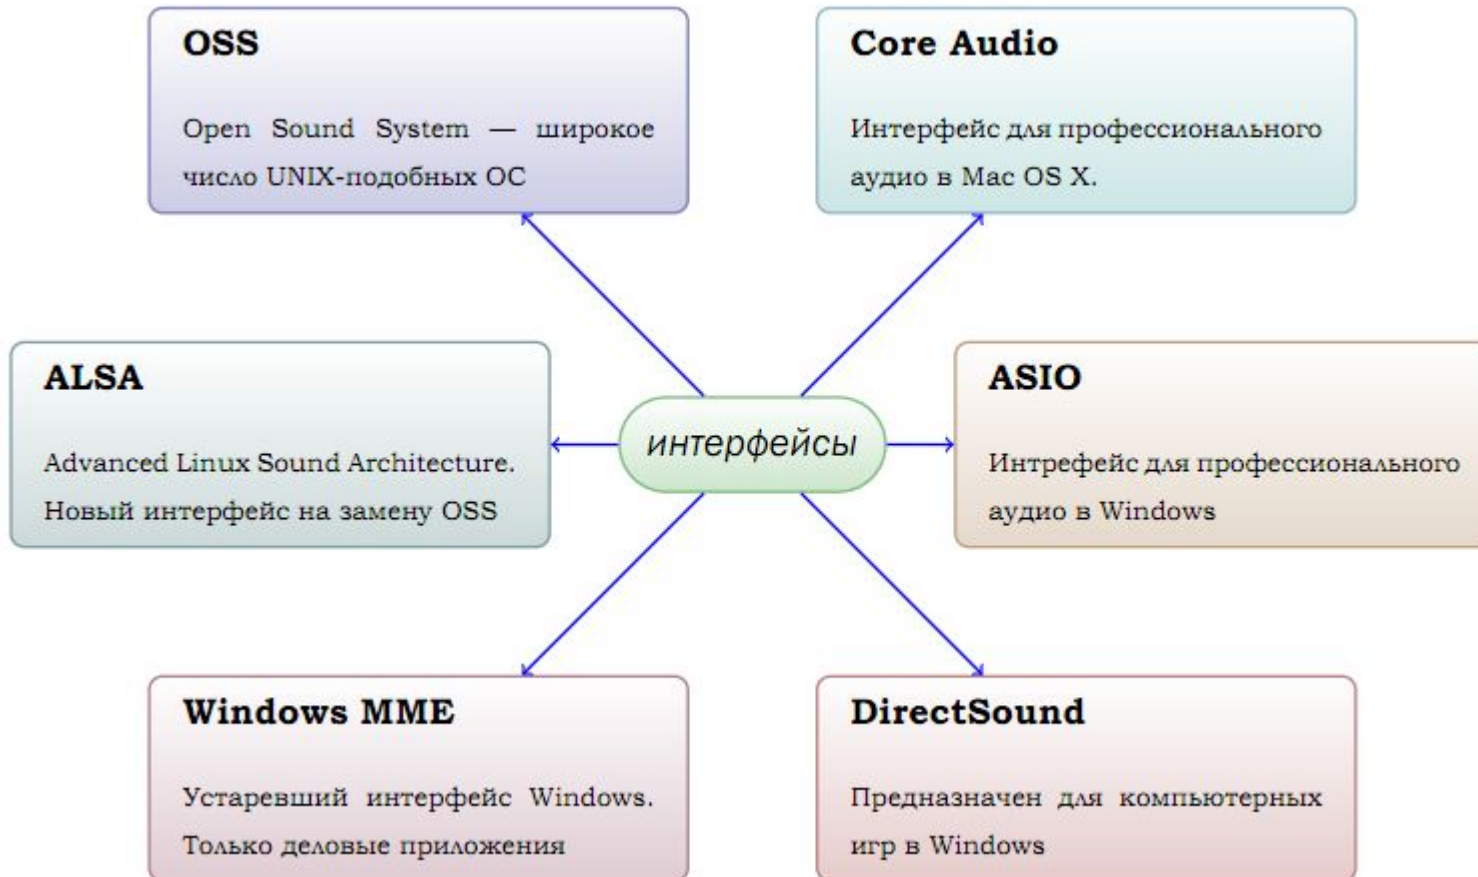 OSS
Open Sound System — широкое
число UNIX-подобных ОС
Core Audio
Интерфейс для профессионального
аудио в Mac OS X.
ALSA
Advanced Linux Sound Architecture.
Новый интерфейс на замену OSS
интерфейсы
ASIO
Интрефейс для профессионального
аудио в Windows
Windows MME
Устаревший интерфейс Windows.
Только деловые приложения
DirectSound
Предназначен для компьютерных
игр в Windows